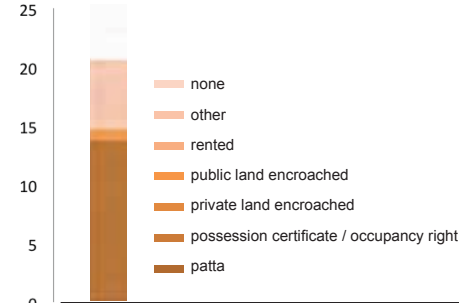 25
20
15
10
5
0
none
other
rented
public land encroached
private land encroached
possession certificate / occupancy right
patta